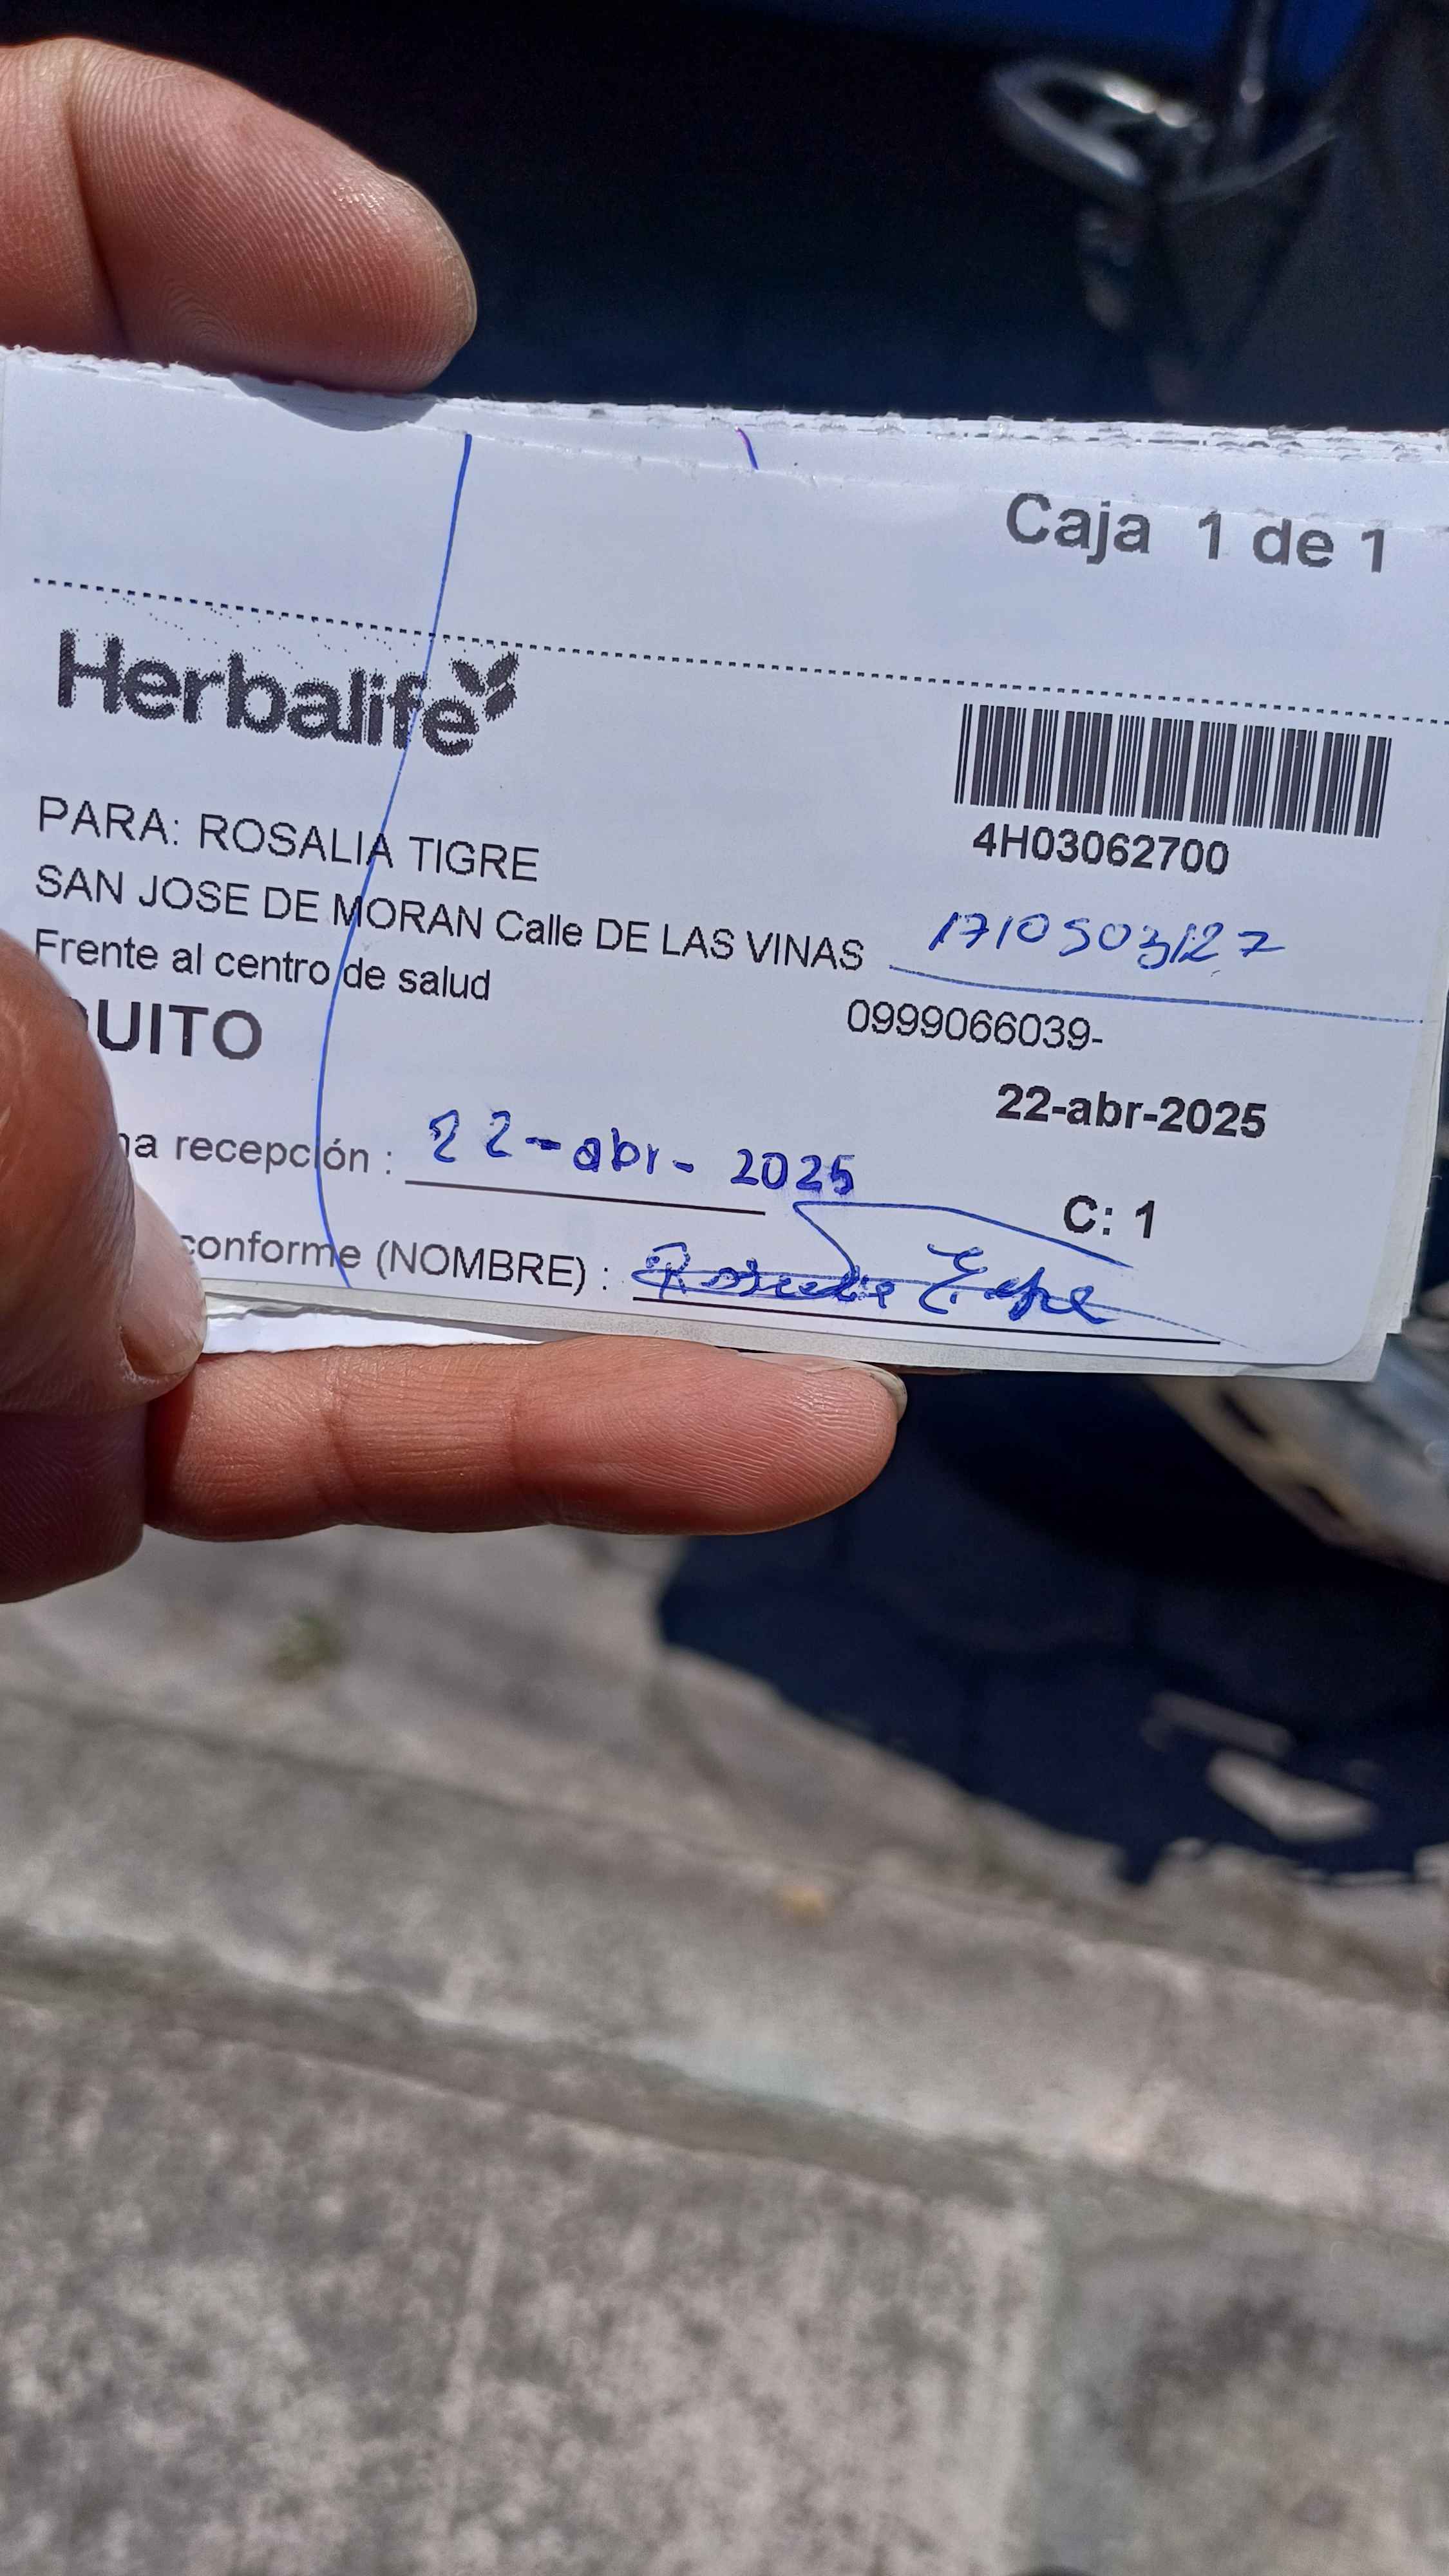 Caja 1 de 1
Herbalife
4H03062700
PARA: ROSALIA TIGRE
SAN JOSE DE MORAN Calle DE LAS VINAS
1710503127
Frente al centro de salud
0999066039-
UITO
22-abr-2025
na recepción : 22-abr-2025
C: 1
conforme (NOMBRE) :